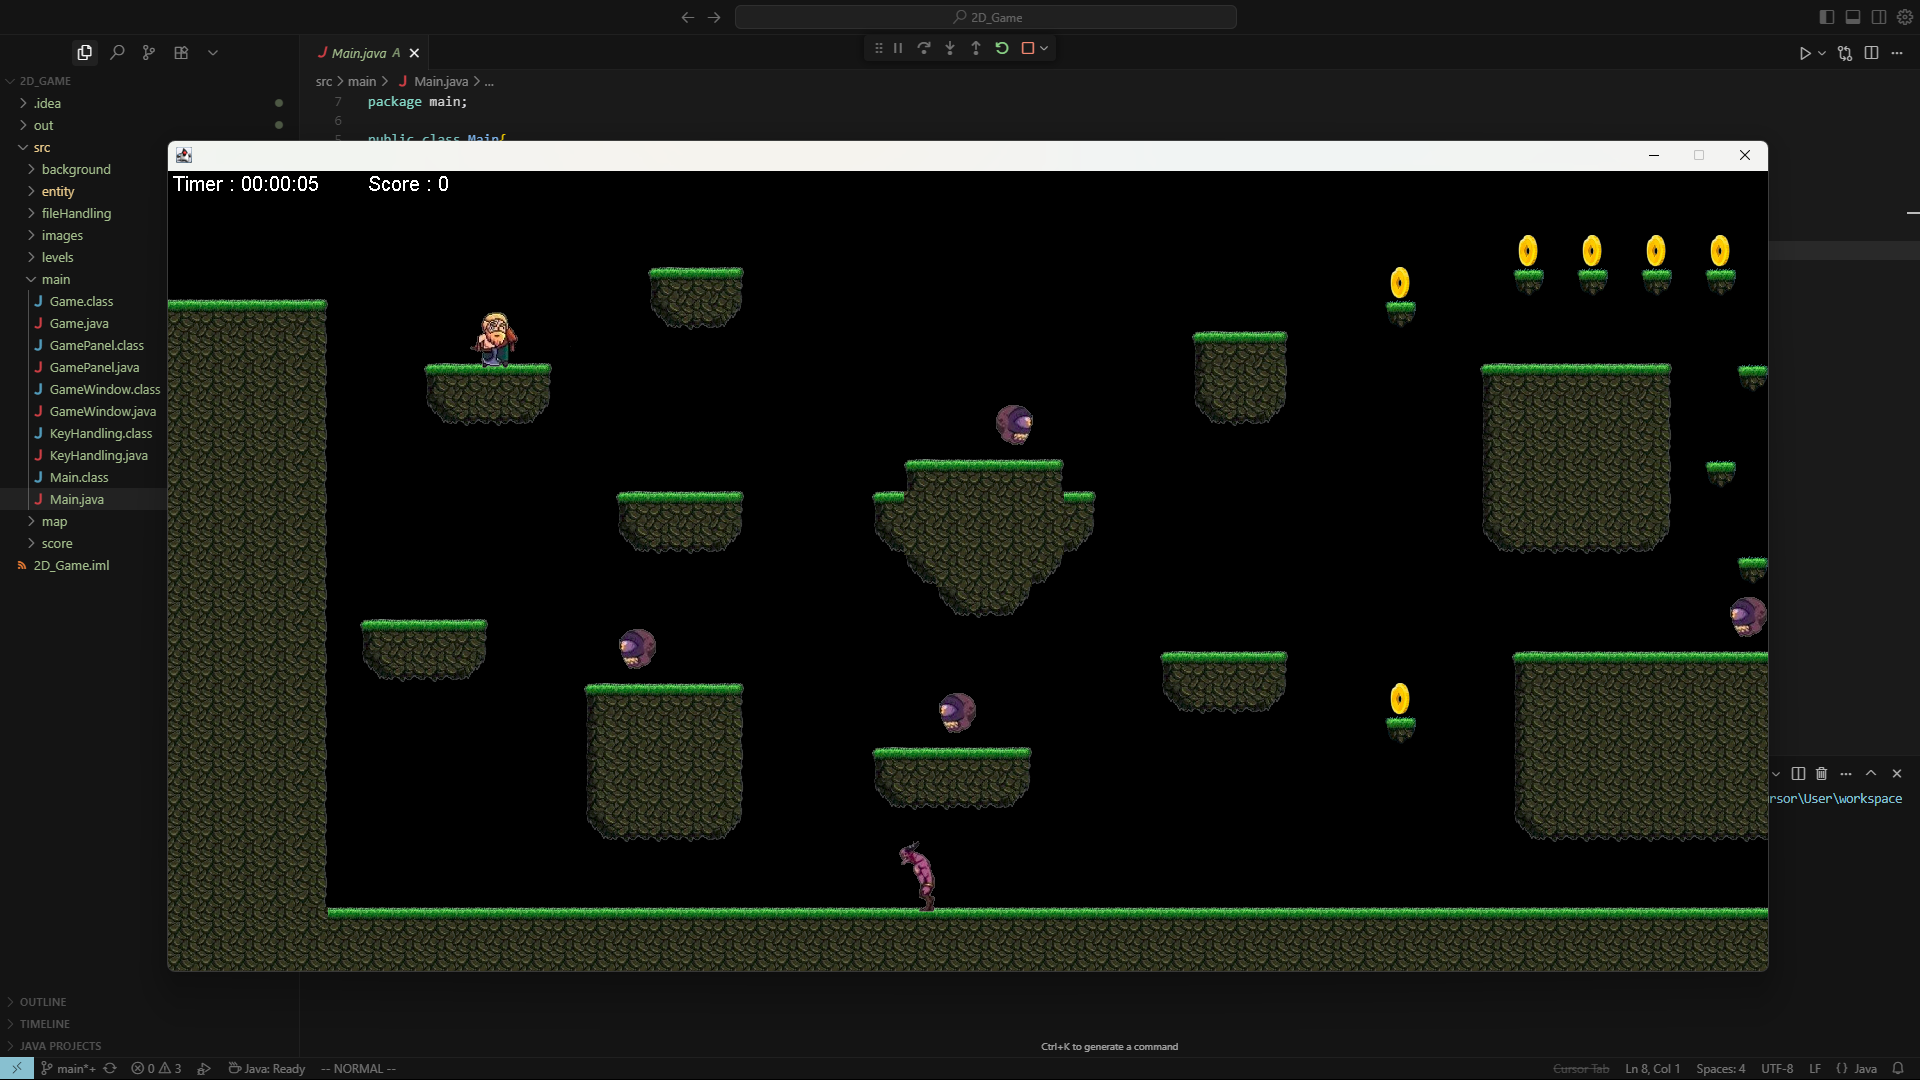 2D_Game
Main.java A
2D_GAME
src > main > Main.java > ...
.idea
7 package main;
out
6
src
5 public class Main{
background
Timer : 00:00:05 Score : 0
entity
fileHandling
images
levels
main
Game.class
Game.java
GamePanel.class
GamePanel.java
GameWindow.class
GameWindow.java
KeyHandling.class
KeyHandling.java
Main.class
Main.java
map
score
2D_Game.iml
rsor\User\workspace
OUTLINE
TIMELINE
JAVA PROJECTS
Ctrl+K to generate a command
main*+ 0 3 Java: Ready -- NORMAL -- Cursor Tab Ln 8, Col 1 Spaces: 4 UTF-8 LF {} Java